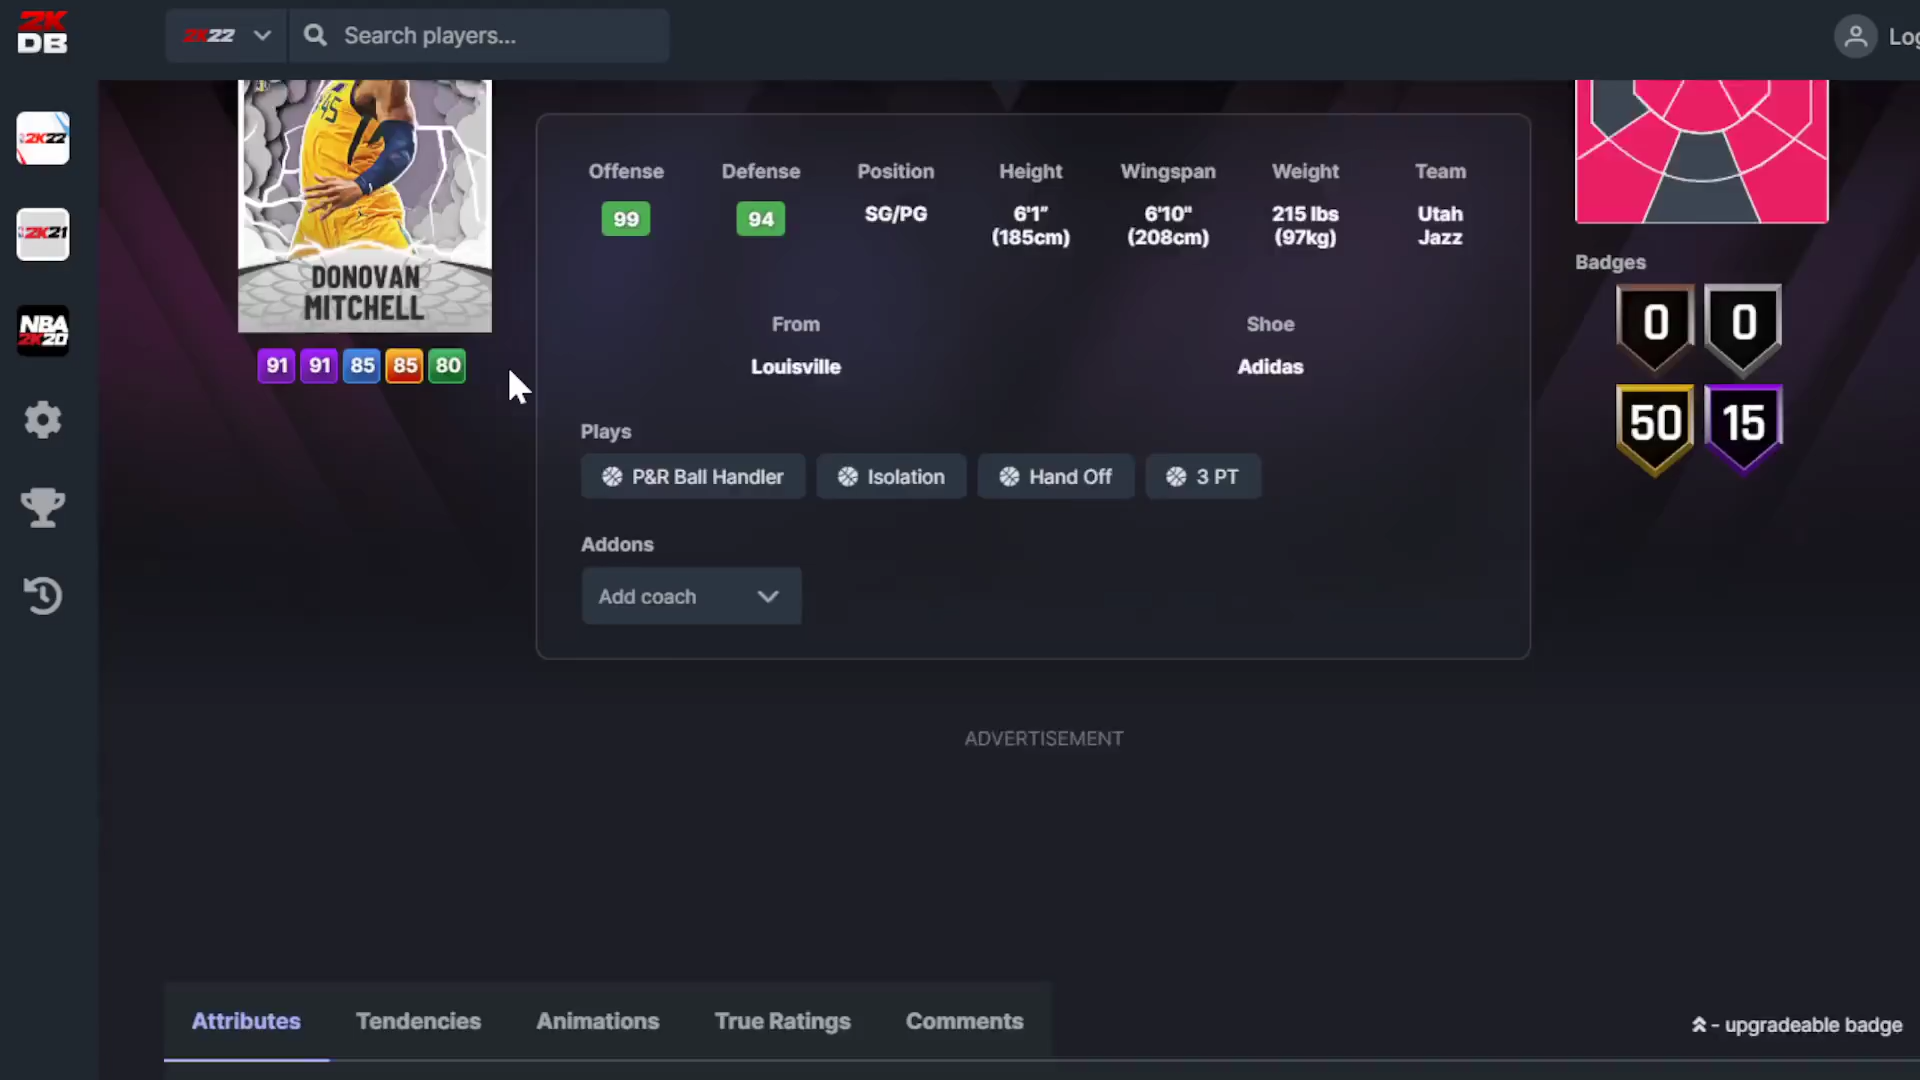 2K
DB
2K22
Search players...
Log
2K22
2K21
NBA
2K20
45
DONOVAN
MITCHELL
91 91 85 85 80
Offense Defense Position Height Wingspan Weight Team
99 94 SG/PG 6'1" 6'10" 215 lbs Utah
(185cm) (208cm) (97kg) Jazz
From Shoe
Louisville Adidas
Plays
P&R Ball Handler Isolation Hand Off 3 PT
Addons
Add coach
Badges
0 0
50 15
ADVERTISEMENT
Attributes Tendencies Animations True Ratings Comments
- upgradeable badge